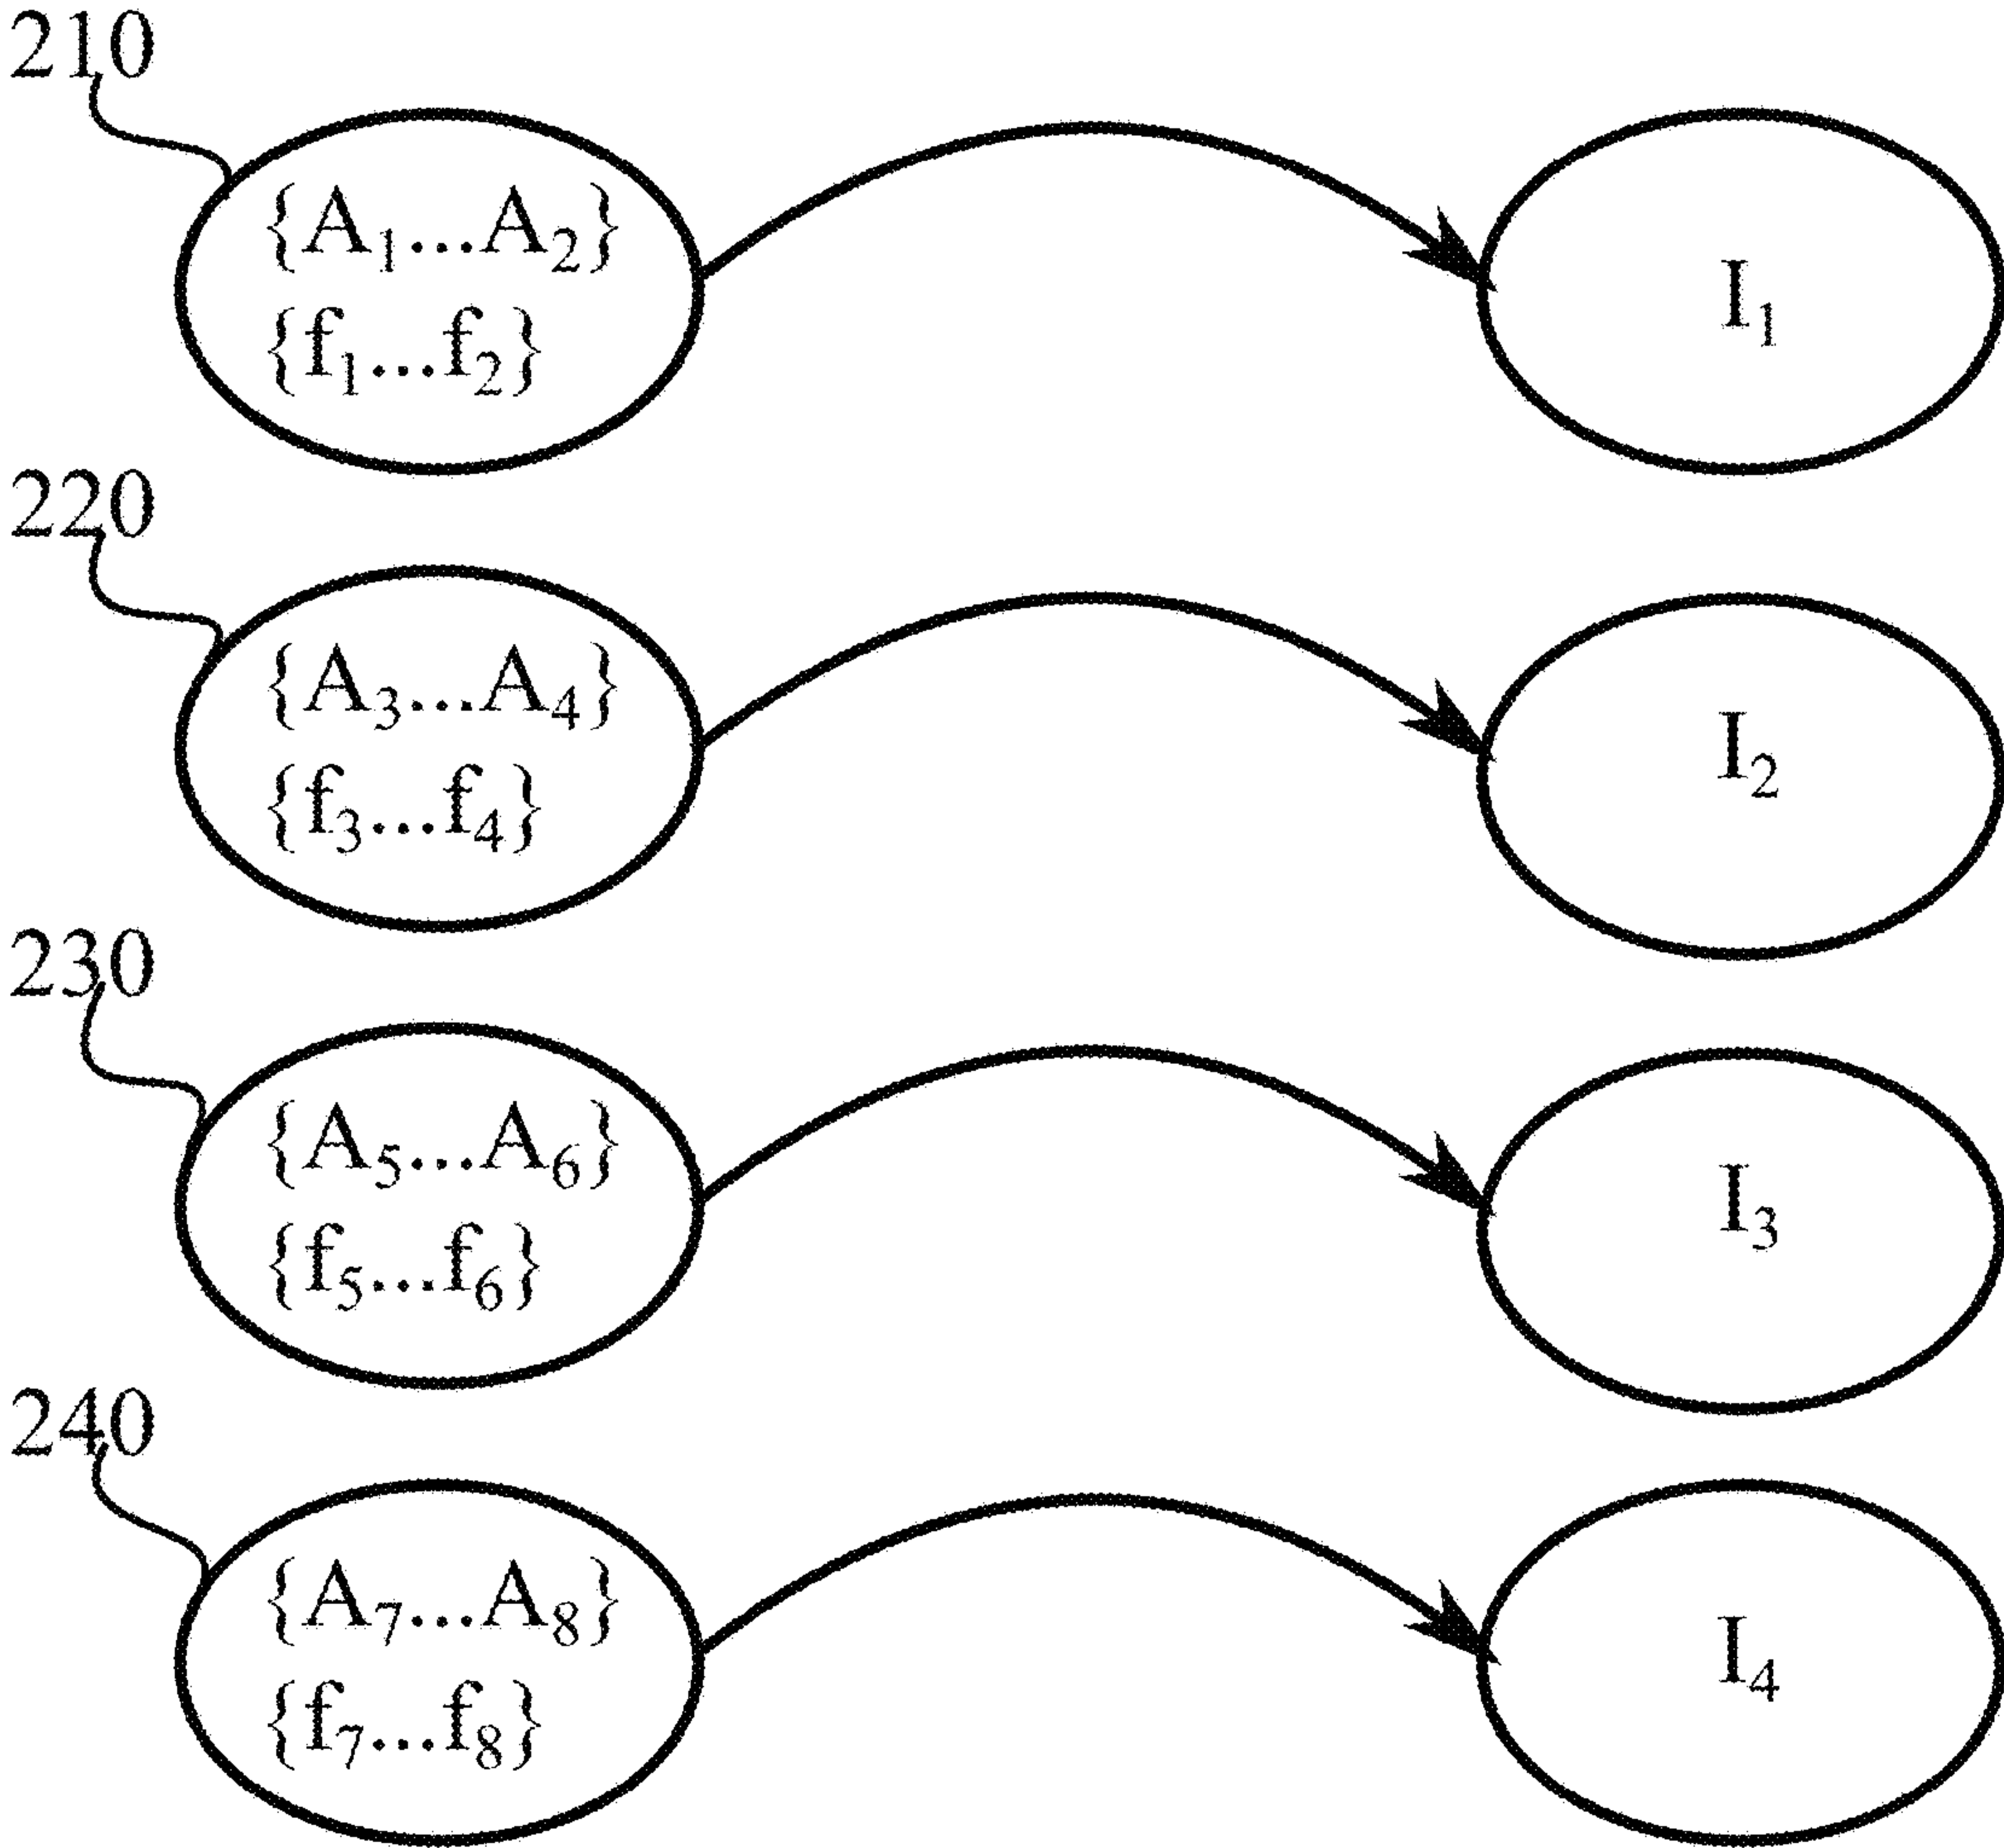 210
{A₁...A₂}
{f₁...f₂}
I₁
220
{A₃...A₄}
{f₃...f₄}
I₂
230
{A₅...A₆}
{f₅...f₆}
I₃
240
{A₇...A₈}
{f₇...f₈}
I₄